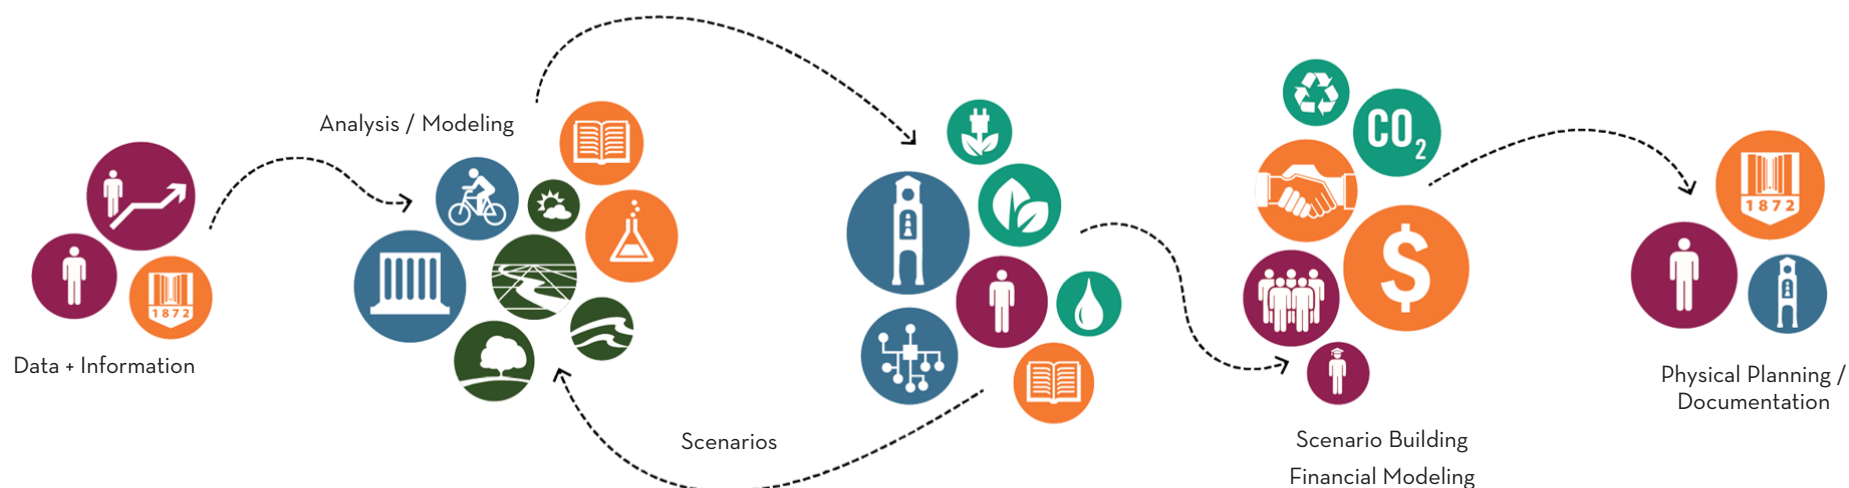 Analysis / Modeling
1872
Data + Information
Scenarios
CO2
Scenario Building
Financial Modeling
1872
Physical Planning /
Documentation